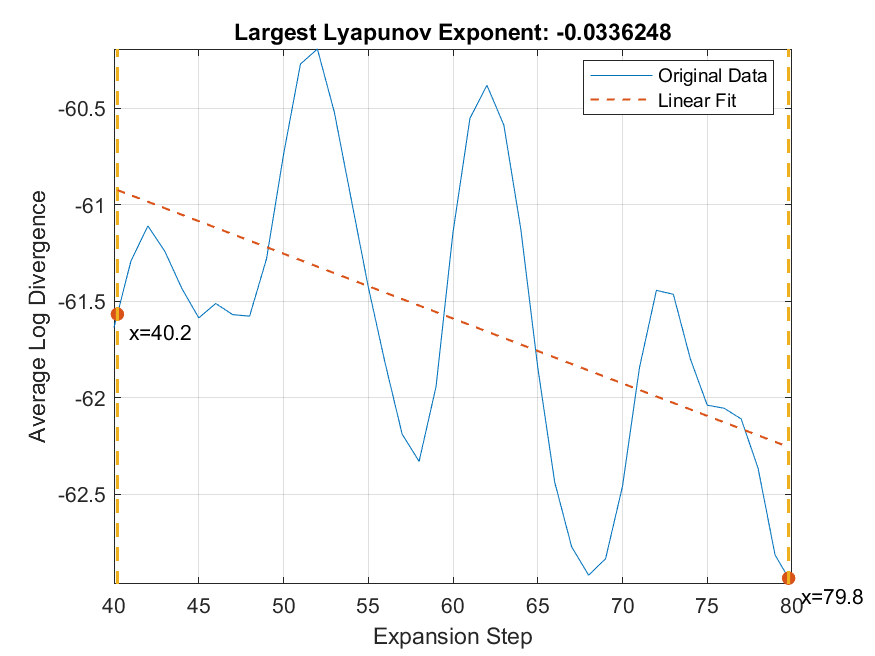 Largest Lyapunov Exponent: -0.0336248
Original Data
Linear Fit
Average Log Divergence
-60.5
-61
-61.5
-62
-62.5
x=40.2
x=79.8
40
45
50
55
60
65
70
75
80
Expansion Step